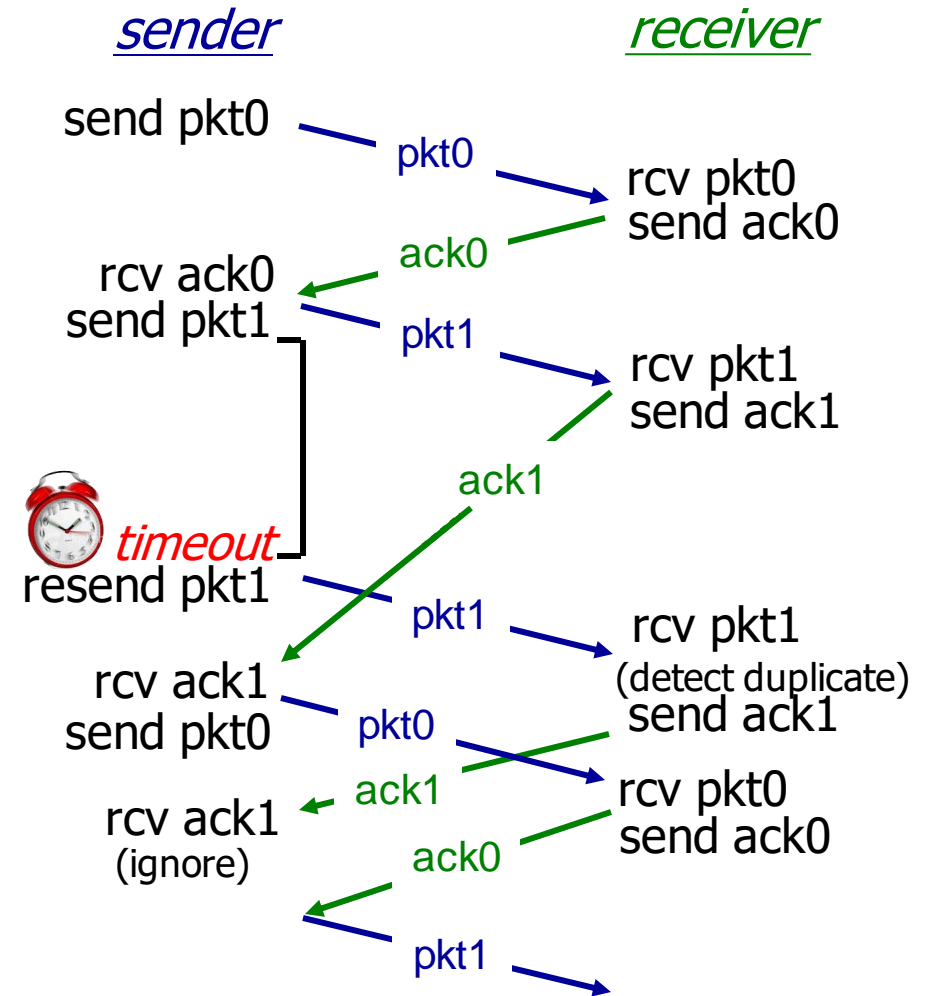 sender
receiver
send pkt0
pkt0
rcv pkt0
send ack0
ack0
rcv ack0
send pkt1
pkt1
rcv pkt1
send ack1
ack1
timeout
resend pkt1
pkt1
rcv pkt1
(detect duplicate)
send ack1
rcv ack1
send pkt0
pkt0
ack1
rcv pkt0
send ack0
rcv ack1
(ignore)
ack0
pkt1